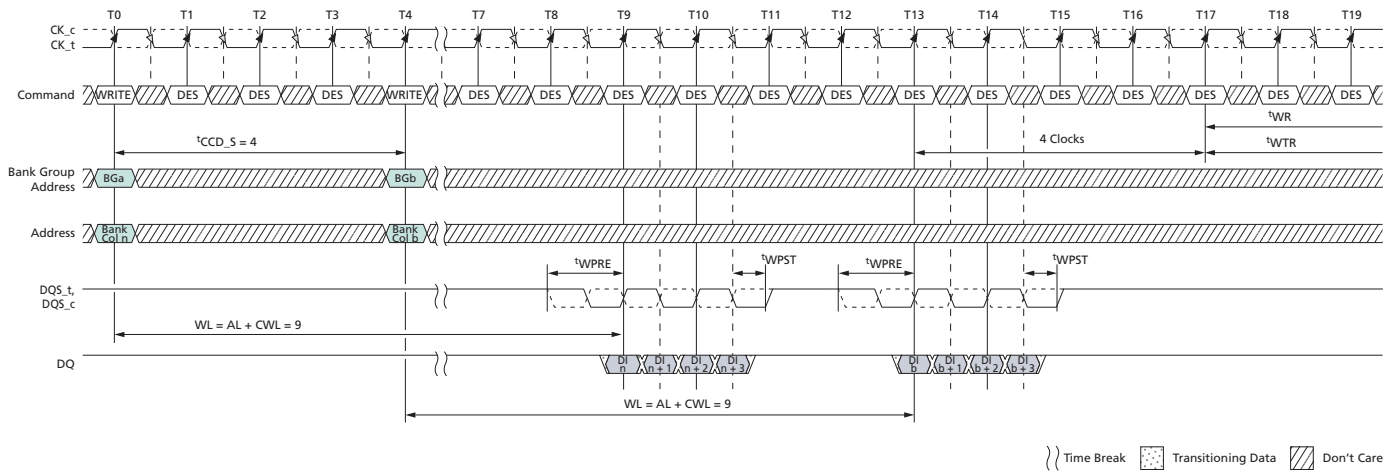 T0 T1 T2 T3 T4 T7 T8 T9 T10 T11 T12 T13 T14 T15 T16 T17 T18 T19
CK_c
CK_t
Command WRITE DES DES DES WRITE DES DES DES DES DES DES DES DES DES DES DES DES DES
tWR
tCCD_S = 4 4 Clocks tWTR
Bank Group
Address BGa BGb
Address Bank
Col n Bank
Col b
tWPRE tWPST tWPRE tWPST
DQS_t,
DQS_c
WL = AL + CWL = 9
DQ DI
n DI
n + 1 DI
n + 2 DI
n + 3 DI
b DI
b + 1 DI
b + 2 DI
b + 3
WL = AL + CWL = 9
Time Break Transitioning Data Don't Care